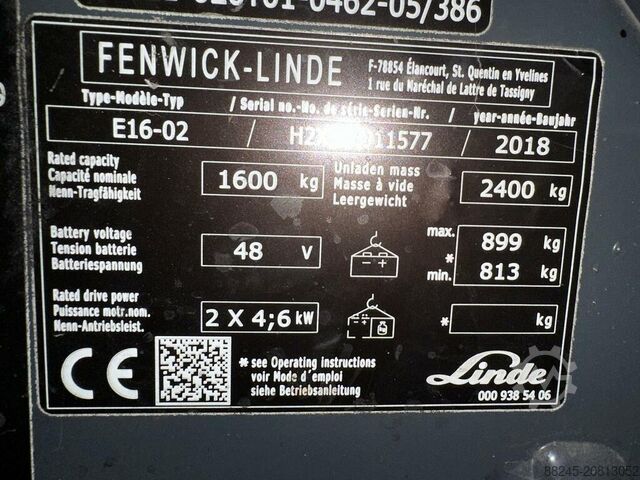 0462-05/386
FENWICK-LINDE
F-78854 Élancourt, St. Quentin en Yvelines
1 rue du Maréchal de Lattre de Tassigny
Type-Modèle-Typ / Serial no.-No. de série-Serien-Nr. / year-année-Baujahr
E16-02 / 11577 / 2018
Rated capacity
Capacité nominale
Nenn-Tragfähigkeit
1600 kg
Unladen mass
Masse à vide
Leergewicht
2400 kg
Battery voltage
Tension batterie
Batteriespannung
48 V
max. 899 kg
*
min. 813 kg
Rated drive power
Puissance motr.nom.
Nenn-Antriebsleist.
2 X 4;6 kW
* kg
CE
* see Operating instructions
voir Mode d'emploi
siehe Betriebsanleitung
Linde
000 938 54 06
88245-20813052